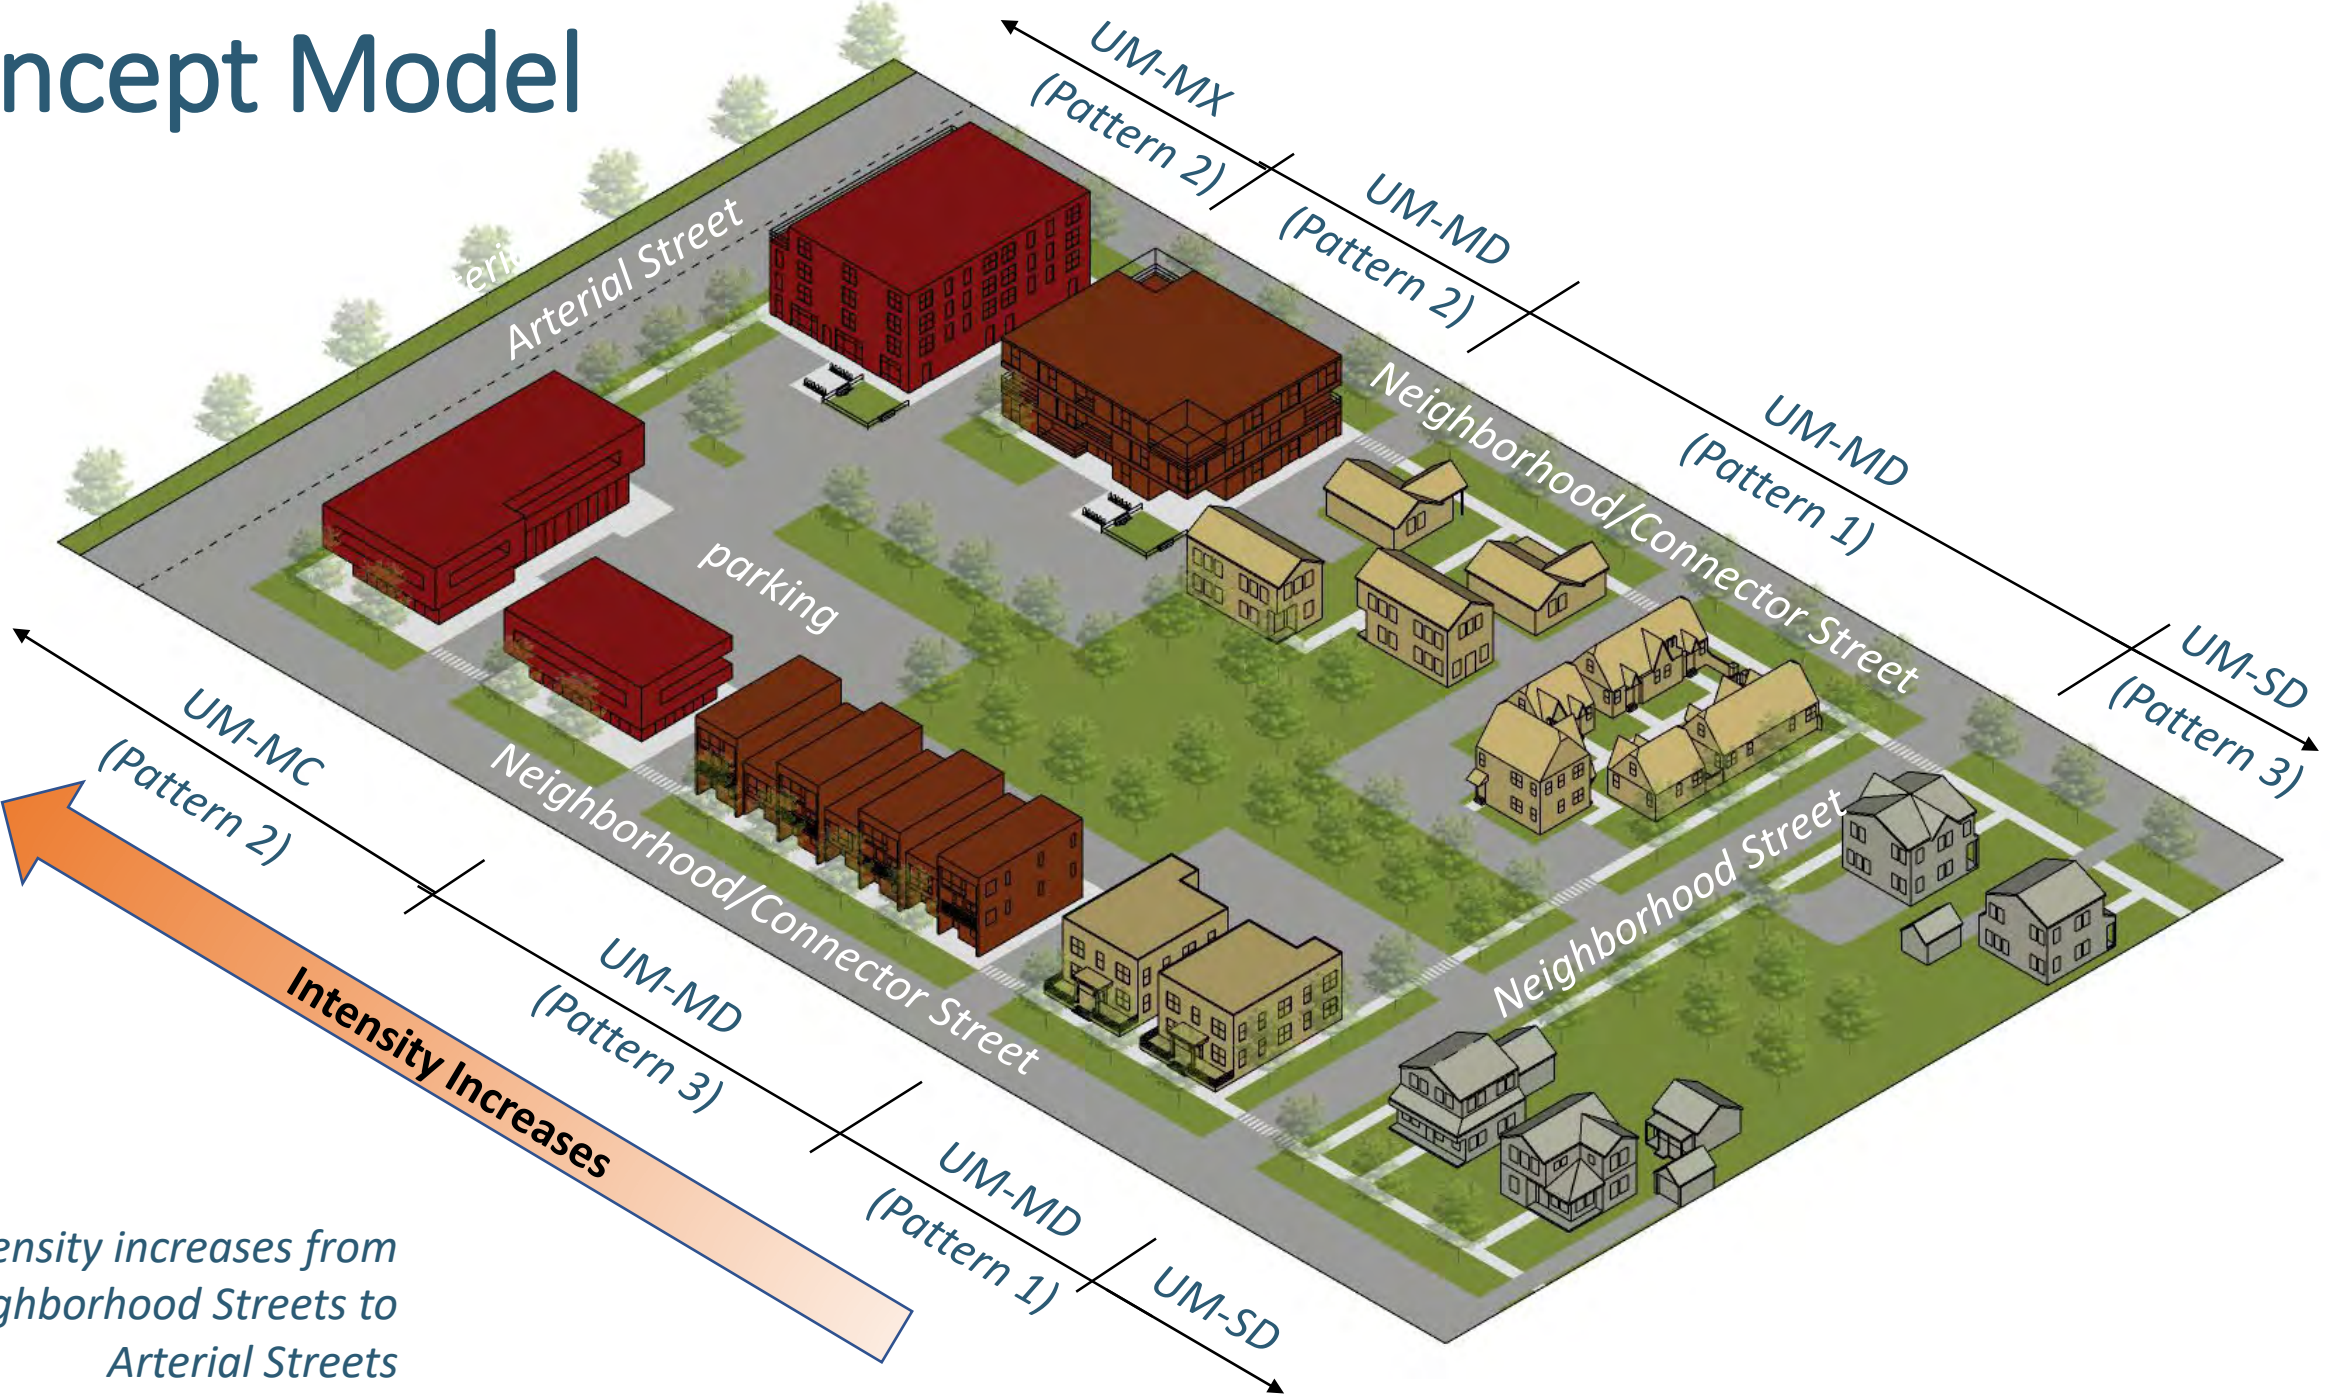 ncept Model
UM-MX
(Pattern 2)
UM-MD
(Pattern 2)
UM-MD
(Pattern 1)
UM-SD
(Pattern 3)
Arterial Street
Neighborhood/Connector Street
parking
Neighborhood Street
Neighborhood/Connector Street
UM-MC
(Pattern 2)
UM-MD
(Pattern 3)
UM-MD
(Pattern 1)
UM-SD
Intensity Increases
ensity increases from
ghborhood Streets to
Arterial Streets